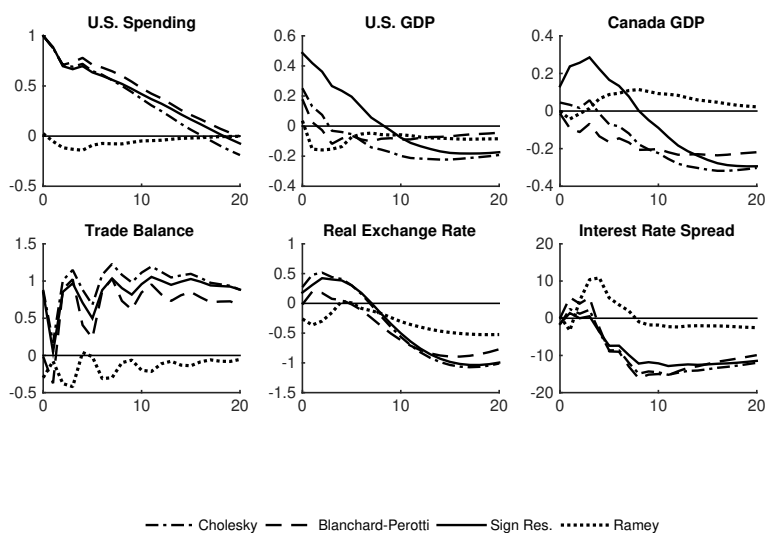 U.S. Spending
U.S. GDP
Canada GDP
1
0.5
0
-0.5
0 10 20
0.6
0.4
0.2
0
-0.2
-0.4
0 10 20
0.4
0.2
0
-0.2
-0.4
0 10 20
Trade Balance
Real Exchange Rate
Interest Rate Spread
1.5
1
0.5
0
-0.5
0 10 20
1
0.5
0
-0.5
-1
-1.5
0 10 20
20
10
0
-10
-20
0 10 20
Cholesky Blanchard-Perotti Sign Res. Ramey